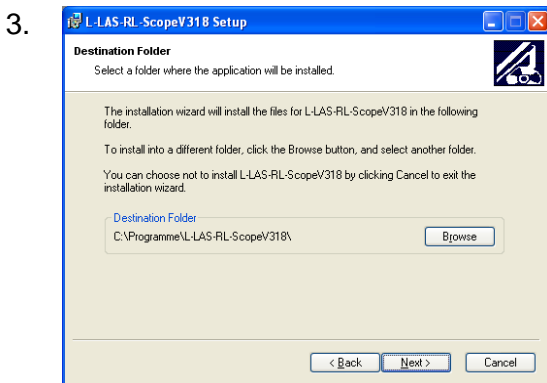 3.
L-LAS-RL-ScopeV318 Setup
Destination Folder
Select a folder where the application will be installed.
The installation wizard will install the files for L-LAS-RL-ScopeV318 in the following
folder.
To install into a different folder, click the Browse button, and select another folder.
You can choose not to install L-LAS-RL-ScopeV318 by clicking Cancel to exit the
installation wizard.
Destination Folder
C:\Programme\L-LAS-RL-ScopeV318\
Browse
< Back
Next >
Cancel